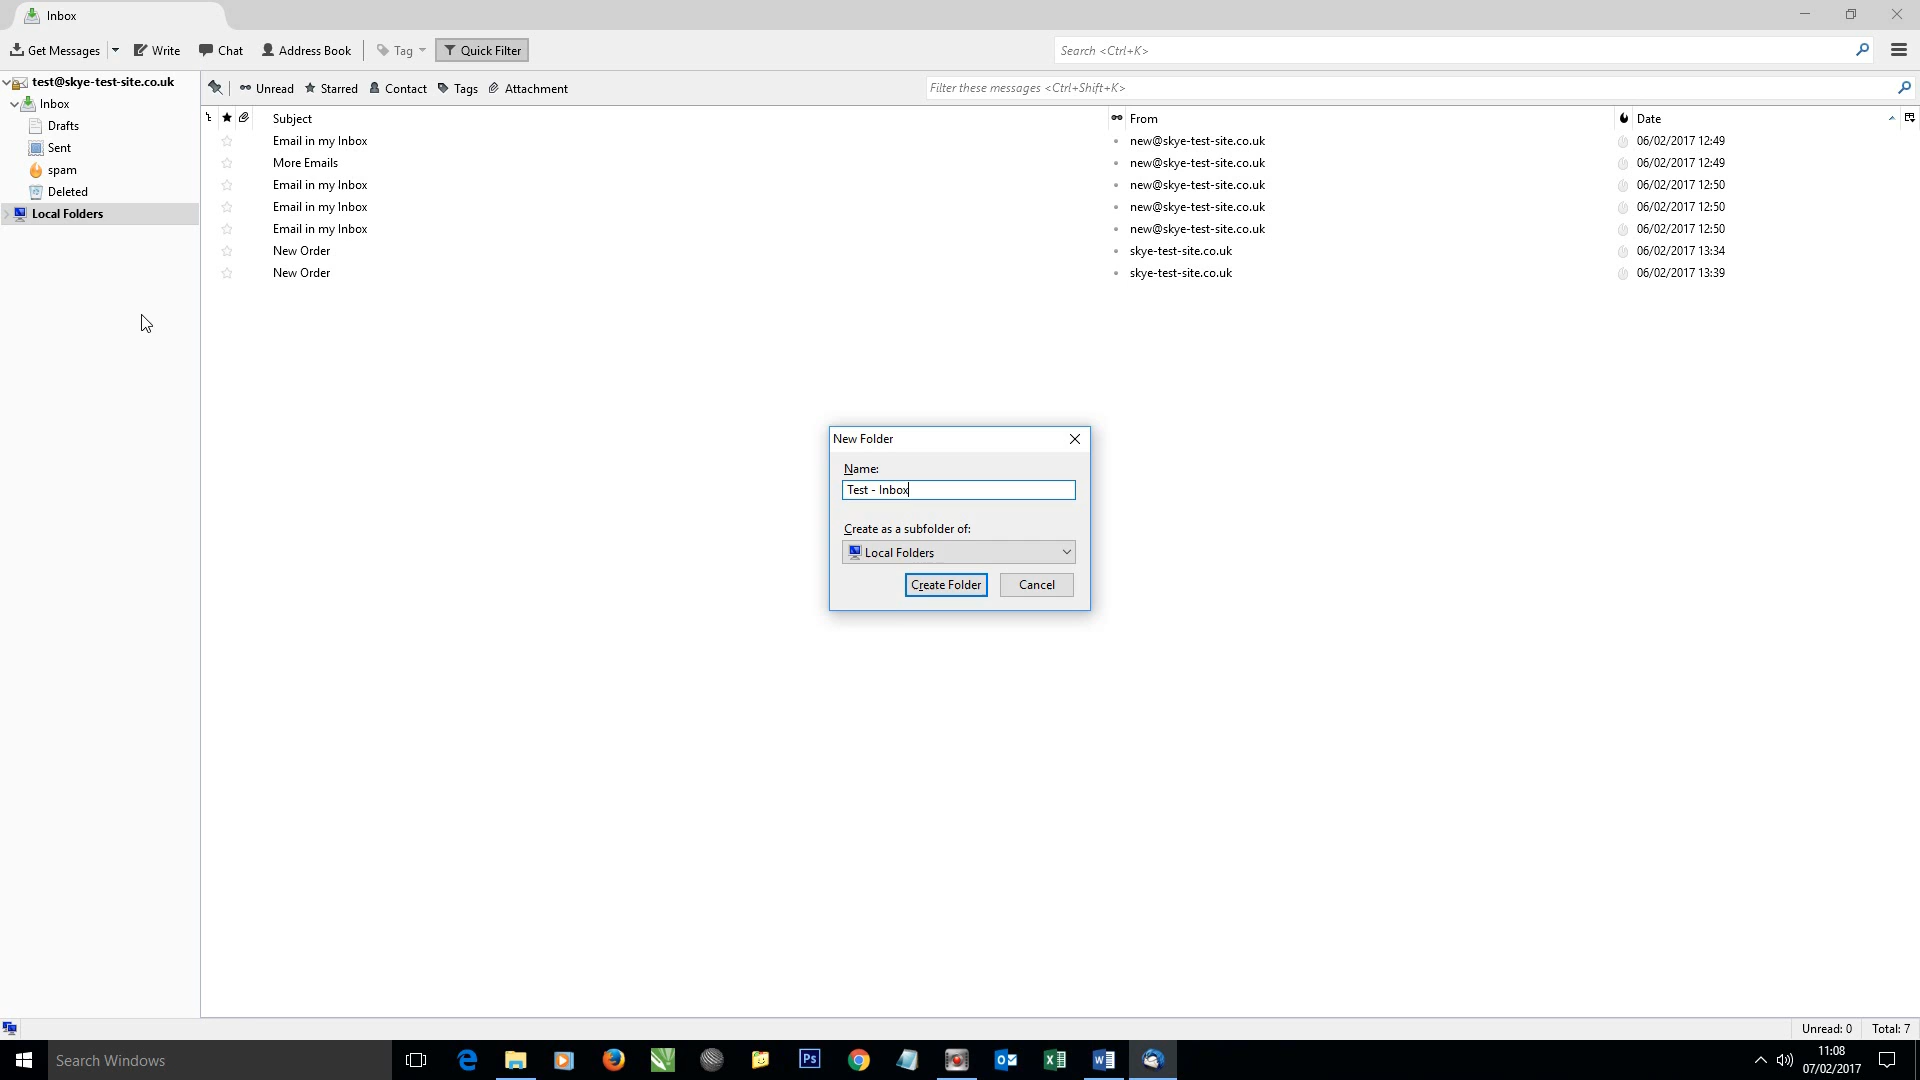 Inbox
Get Messages Write Chat Address Book Tag Quick Filter Search <Ctrl+K>
test@skye-test-site.co.uk
Inbox
Drafts
Sent
spam
Deleted
Local Folders
Unread Starred Contact Tags Attachment Filter these messages <Ctrl+Shift+K>
Subject From Date
Email in my Inbox new@skye-test-site.co.uk 06/02/2017 12:49
More Emails new@skye-test-site.co.uk 06/02/2017 12:49
Email in my Inbox new@skye-test-site.co.uk 06/02/2017 12:50
Email in my Inbox new@skye-test-site.co.uk 06/02/2017 12:50
Email in my Inbox new@skye-test-site.co.uk 06/02/2017 12:50
New Order skye-test-site.co.uk 06/02/2017 13:34
New Order skye-test-site.co.uk 06/02/2017 13:39
New Folder
Name:
Test - Inbox
Create as a subfolder of:
Local Folders
Create Folder Cancel
Unread: 0 Total: 7
Search Windows
Ps
11:08
07/02/2017